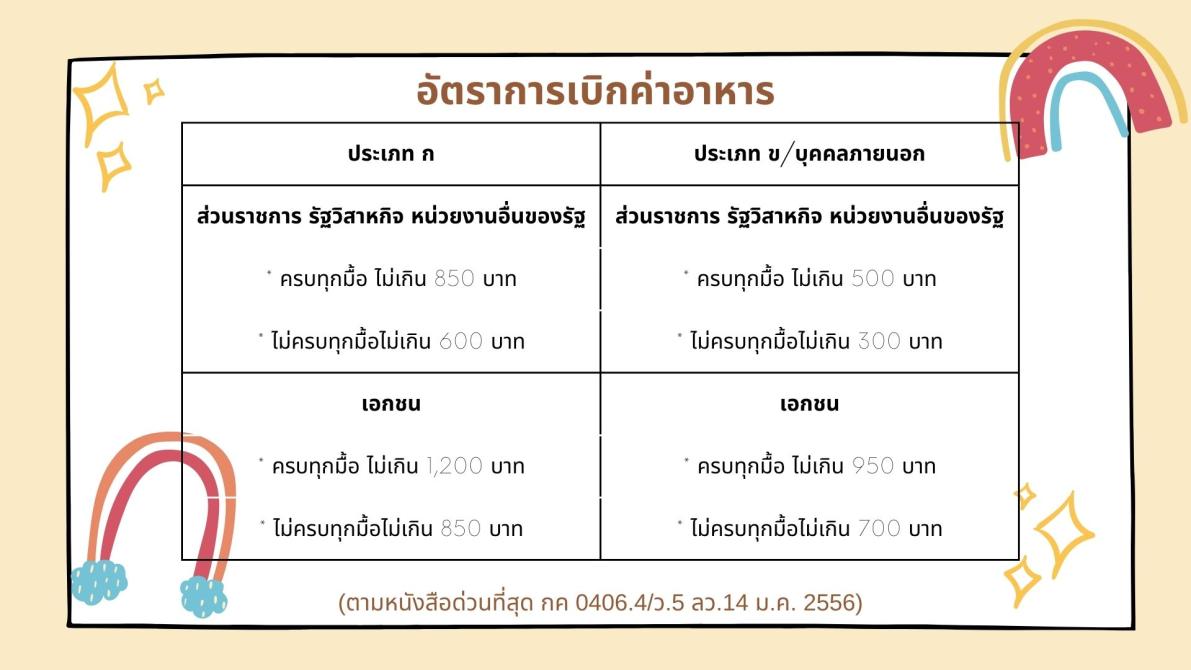 อัตราการเบิกค่าอาหาร
ประเภท ก
ประเภท ข/บุคคลภายนอก
ส่วนราชการ รัฐวิสาหกิจ หน่วยงานอื่นของรัฐ
* ครบทุกมื้อ ไม่เกิน 850 บาท
* ไม่ครบทุกมื้อไม่เกิน 600 บาท
ส่วนราชการ รัฐวิสาหกิจ หน่วยงานอื่นของรัฐ
* ครบทุกมื้อ ไม่เกิน 500 บาท
* ไม่ครบทุกมื้อไม่เกิน 300 บาท
เอกชน
* ครบทุกมื้อ ไม่เกิน 1,200 บาท
* ไม่ครบทุกมื้อไม่เกิน 850 บาท
เอกชน
* ครบทุกมื้อ ไม่เกิน 950 บาท
* ไม่ครบทุกมื้อไม่เกิน 700 บาท
(ตามหนังสือด่วนที่สุด กค 0406.4/ว.5 ลว.14 ม.ค. 2556)